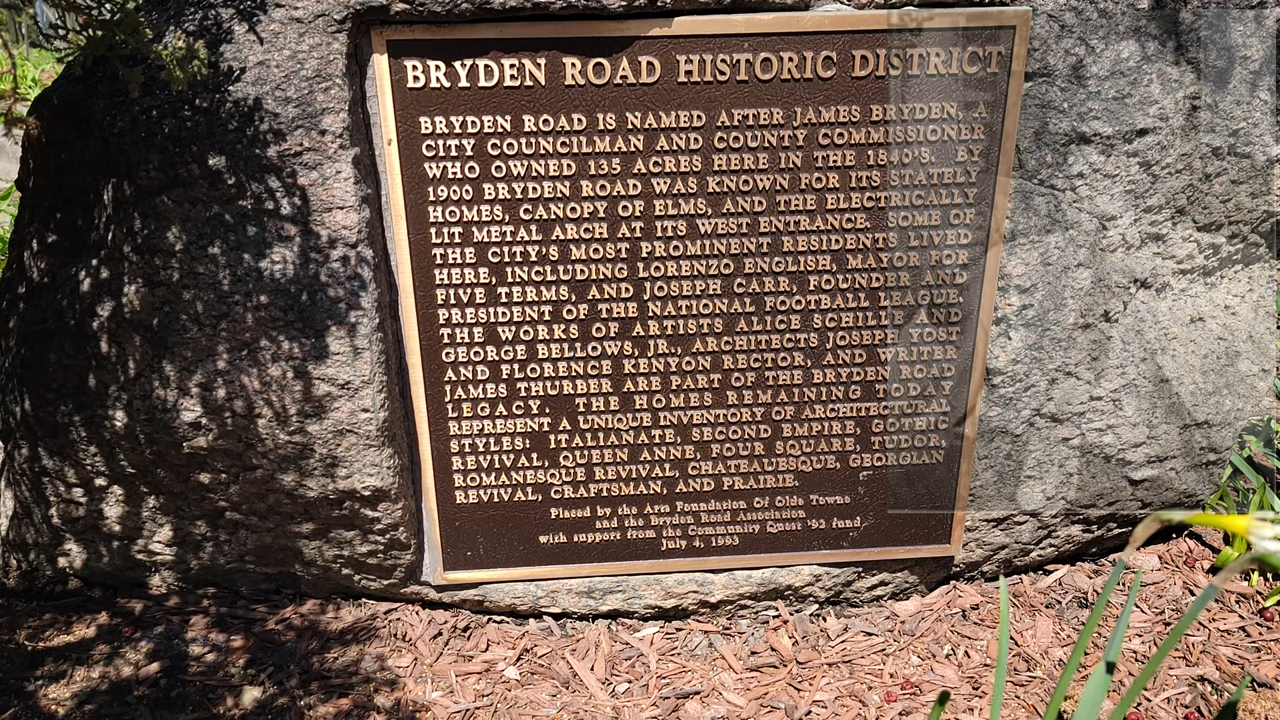 BRYDEN ROAD HISTORIC DISTRICT
BRYDEN ROAD IS NAMED AFTER JAMES BRYDEN, A
CITY COUNCILMAN AND COUNTY COMMISSIONER
WHO OWNED 135 ACRES HERE IN THE 1840'S. BY
1900 BRYDEN ROAD WAS KNOWN FOR ITS STATELY
HOMES, CANOPY OF ELMS, AND THE ELECTRICALLY
LIT METAL ARCH AT ITS WEST ENTRANCE. SOME OF
THE CITY'S MOST PROMINENT RESIDENTS LIVED
HERE, INCLUDING LORENZO ENGLISH, MAYOR FOR
FIVE TERMS, AND JOSEPH CARR, FOUNDER AND
PRESIDENT OF THE NATIONAL FOOTBALL LEAGUE.
THE WORKS OF ARTISTS ALICE SCHILLE AND
GEORGE BELLOWS, JR., ARCHITECTS JOSEPH YOST
AND FLORENCE KENYON RECTOR, AND WRITER
JAMES THURBER ARE PART OF THE BRYDEN ROAD
LEGACY. THE HOMES REMAINING TODAY
REPRESENT A UNIQUE INVENTORY OF ARCHITECTURAL
STYLES: ITALIANATE, SECOND EMPIRE, GOTHIC
REVIVAL, QUEEN ANNE, FOUR SQUARE, TUDOR,
ROMANESQUE REVIVAL, CHATEAUESQUE, GEORGIAN
REVIVAL, CRAFTSMAN, AND PRAIRIE.
Placed by the Arts Foundation Of Olde Towne
and the Bryden Road Association
with support from the Community Quest '92 fund
July 4, 1993